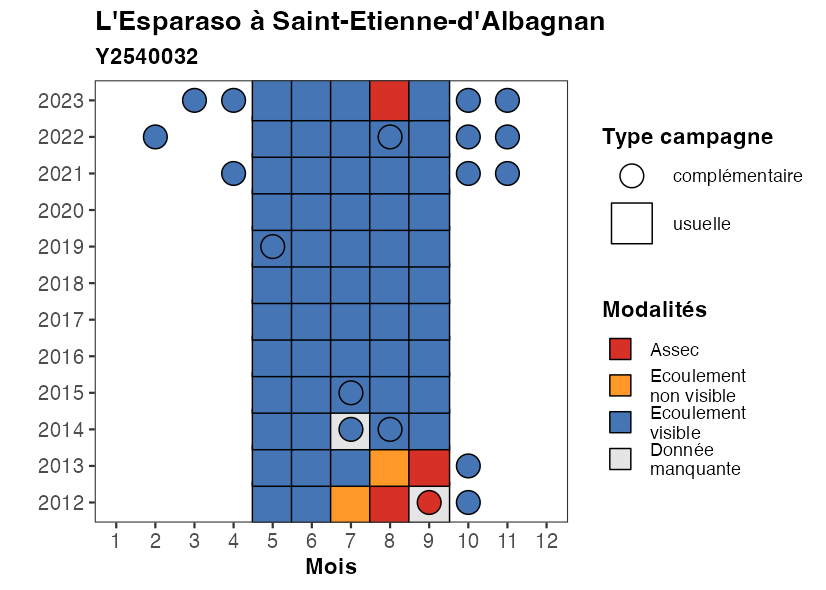 L'Esparaso à Saint-Etienne-d'Albagnan
Y2540032
2023
2022
2021
2020
2019
2018
2017
2016
2015
2014
2013
2012
1 2 3 4 5 6 7 8 9 10 11 12
Mois
Type campagne
complémentaire
usuelle
Modalités
Assec
Ecoulement
non visible
Ecoulement
visible
Donnée
manquante